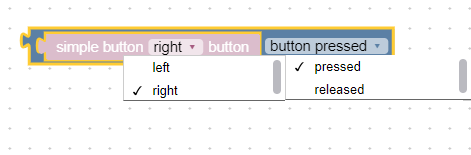 simple button right button button pressed
left
✓ pressed
✓ right
released